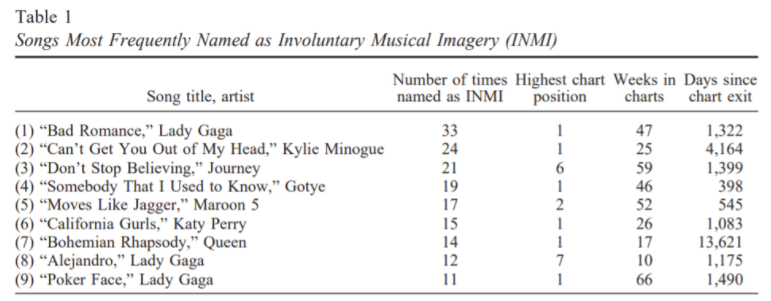 Table 1
Songs Most Frequently Named as Involuntary Musical Imagery (INMI)
Song title, artist Number of times named as INMI Highest chart position Weeks in charts Days since chart exit
(1) “Bad Romance,” Lady Gaga 33 1 47 1,322
(2) “Can’t Get You Out of My Head,” Kylie Minogue 24 1 25 4,164
(3) “Don’t Stop Believing,” Journey 21 6 59 1,399
(4) “Somebody That I Used to Know,” Gotye 19 1 46 398
(5) “Moves Like Jagger,” Maroon 5 17 2 52 545
(6) “California Gurls,” Katy Perry 15 1 26 1,083
(7) “Bohemian Rhapsody,” Queen 14 1 17 13,621
(8) “Alejandro,” Lady Gaga 12 7 10 1,175
(9) “Poker Face,” Lady Gaga 11 1 66 1,490